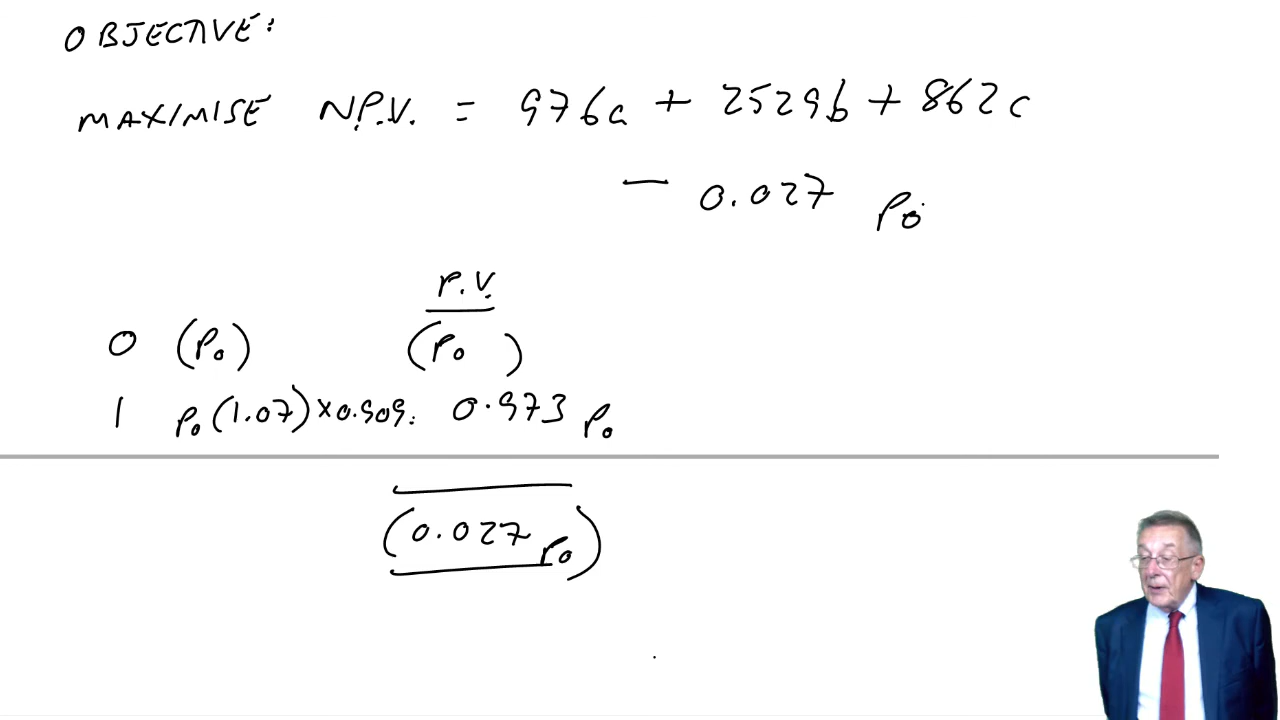 OBJECTIVE:
MAXIMISE N.P.V. = 976a + 2529b + 862c
— 0.027 P0
P.V.
0 (P0) (P0)
1 P0(1.07) ×0.909: 0.973 P0
(0.027 P0)